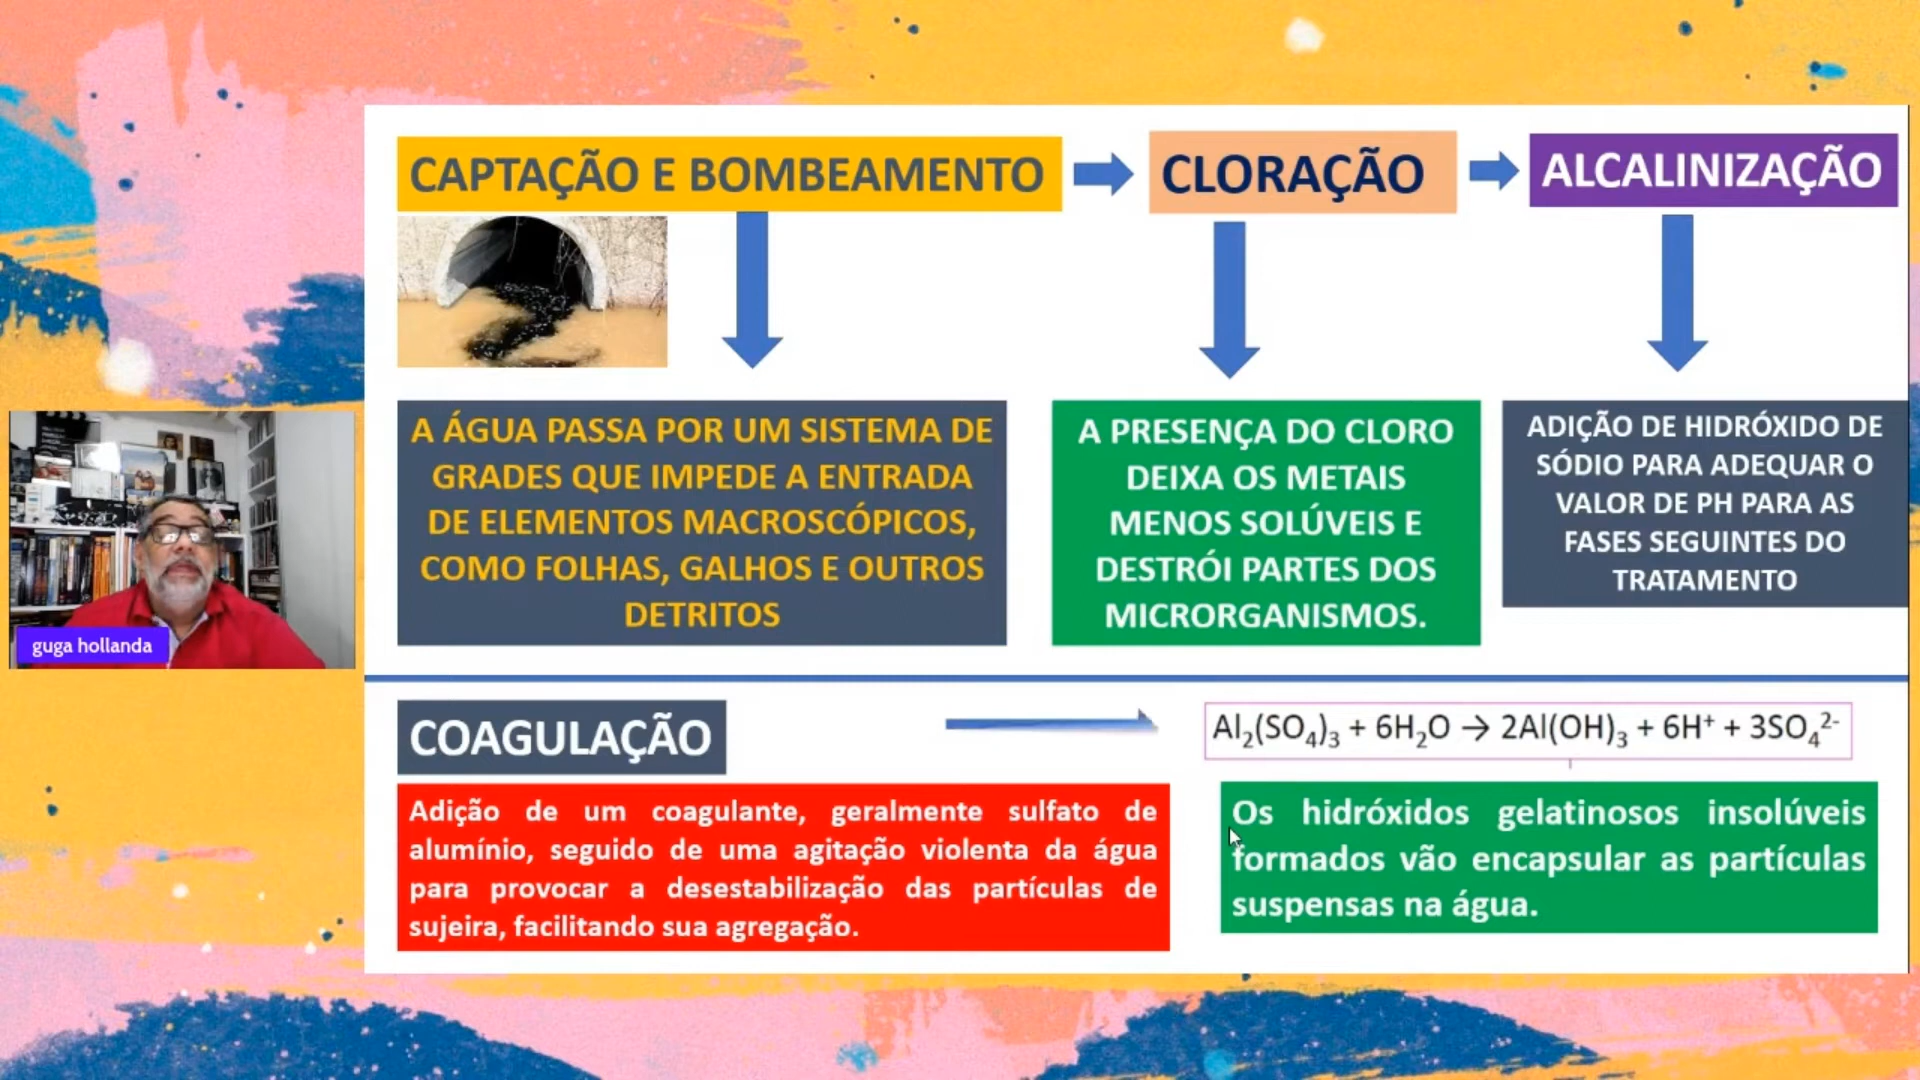 CAPTAÇÃO E BOMBEAMENTO
CLORAÇÃO
ALCALINIZAÇÃO
A ÁGUA PASSA POR UM SISTEMA DE
GRADES QUE IMPEDE A ENTRADA
DE ELEMENTOS MACROSCÓPICOS,
COMO FOLHAS, GALHOS E OUTROS
DETRITOS
A PRESENÇA DO CLORO
DEIXA OS METAIS
MENOS SOLÚVEIS E
DESTRÓI PARTES DOS
MICRORGANISMOS.
ADIÇÃO DE HIDRÓXIDO DE
SÓDIO PARA ADEQUAR O
VALOR DE PH PARA AS
FASES SEGUINTES DO
TRATAMENTO
guga hollanda
COAGULAÇÃO
Al₂(SO₄)₃ + 6H₂O → 2Al(OH)₃ + 6H⁺ + 3SO₄²⁻
Adição de um coagulante, geralmente sulfato de
alumínio, seguido de uma agitação violenta da água
para provocar a desestabilização das partículas de
sujeira, facilitando sua agregação.
Os hidróxidos gelatinosos insolúveis
formados vão encapsular as partículas
suspensas na água.